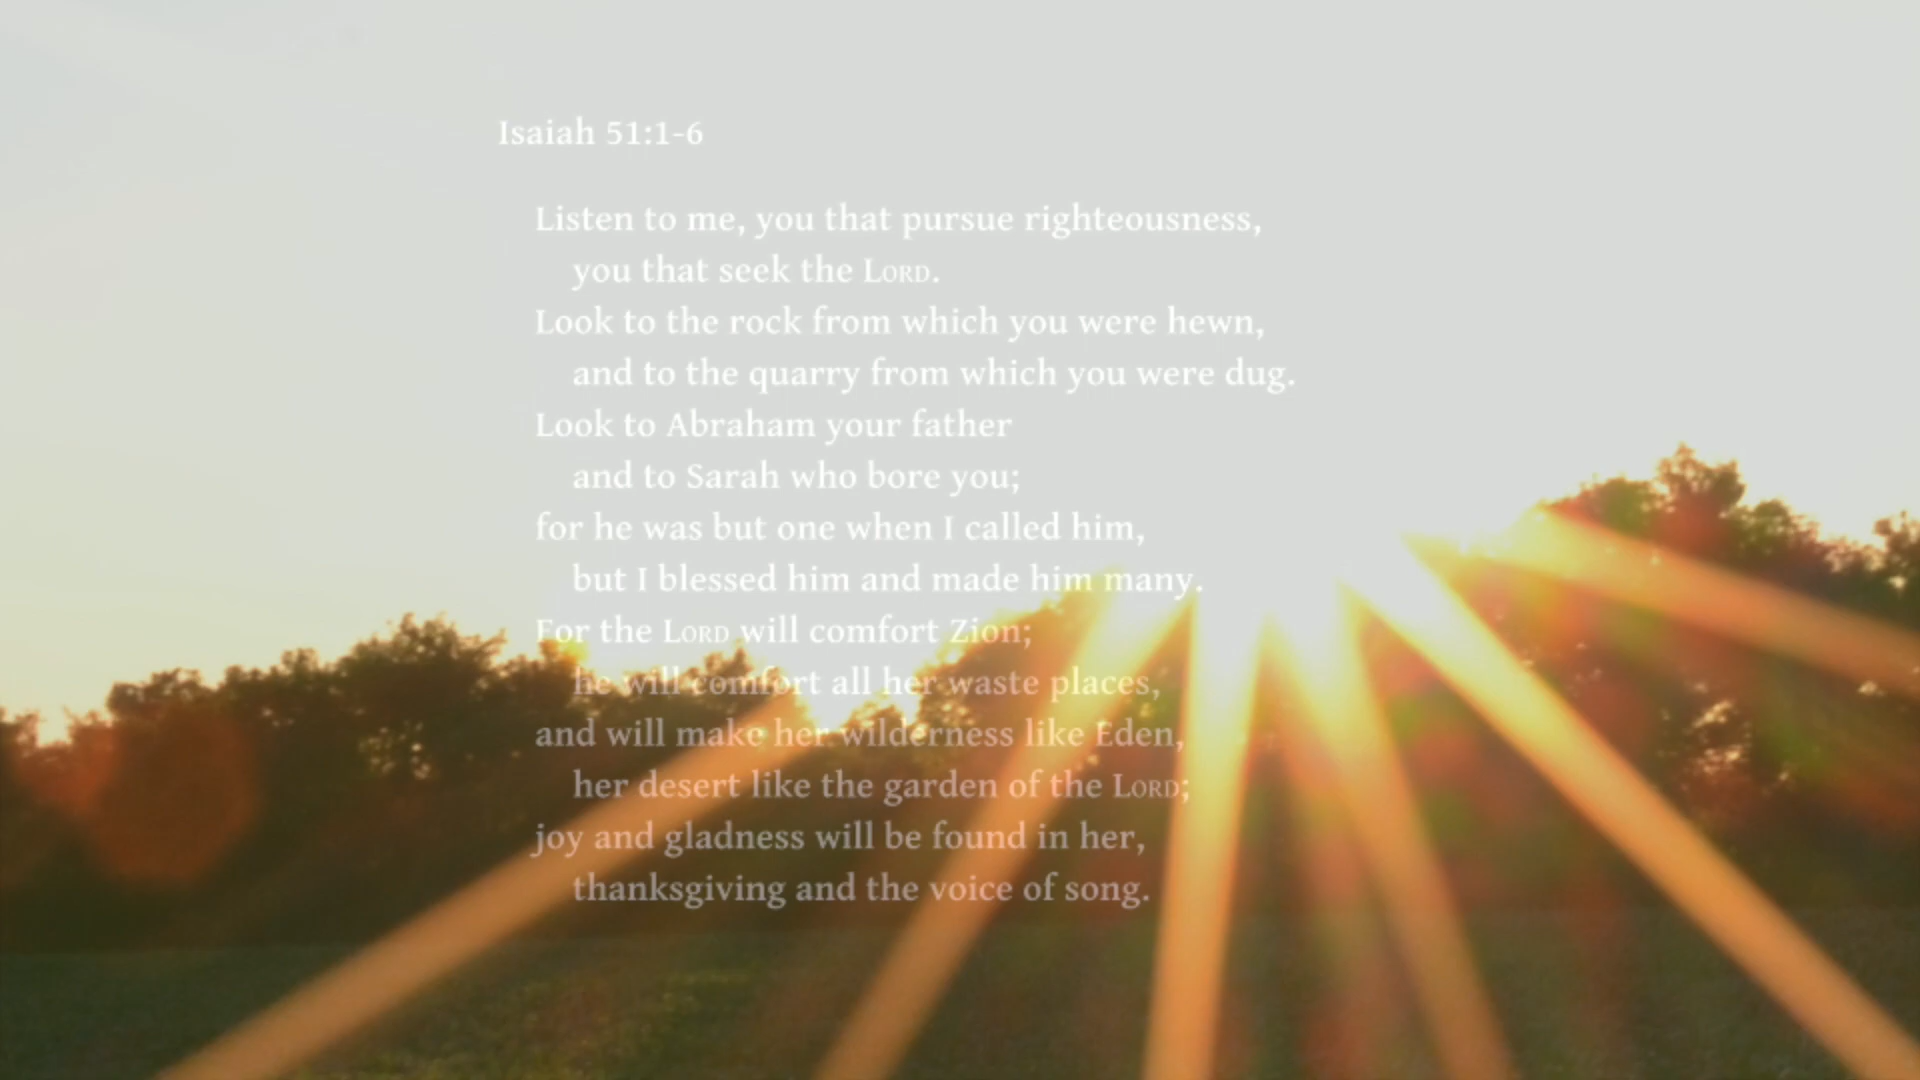 Isaiah 51:1-6
Listen to me, you that pursue righteousness,
you that seek the LORD.
Look to the rock from which you were hewn,
and to the quarry from which you were dug.
Look to Abraham your father
and to Sarah who bore you;
for he was but one when I called him,
but I blessed him and made him many.
For the LORD will comfort Zion;
he will comfort all her waste places,
and will make her wilderness like Eden,
her desert like the garden of the LORD;
joy and gladness will be found in her,
thanksgiving and the voice of song.